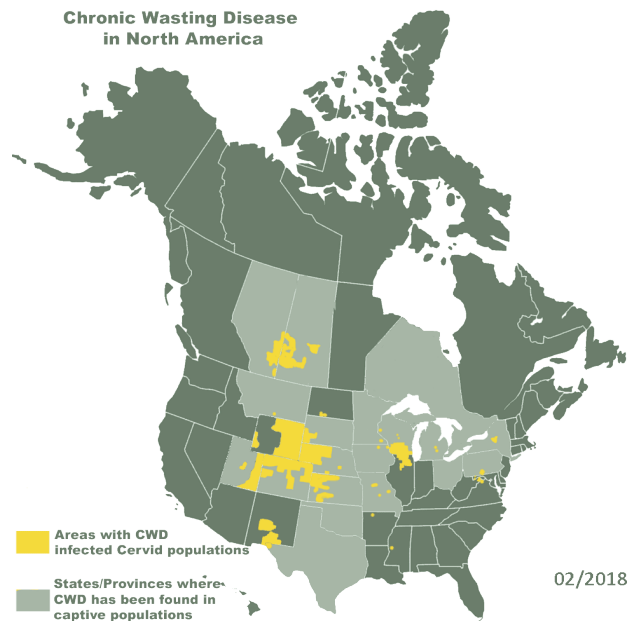 Chronic Wasting Disease
in North America
Areas with CWD
infected Cervid populations
States/Provinces where
CWD has been found in
captive populations
02/2018